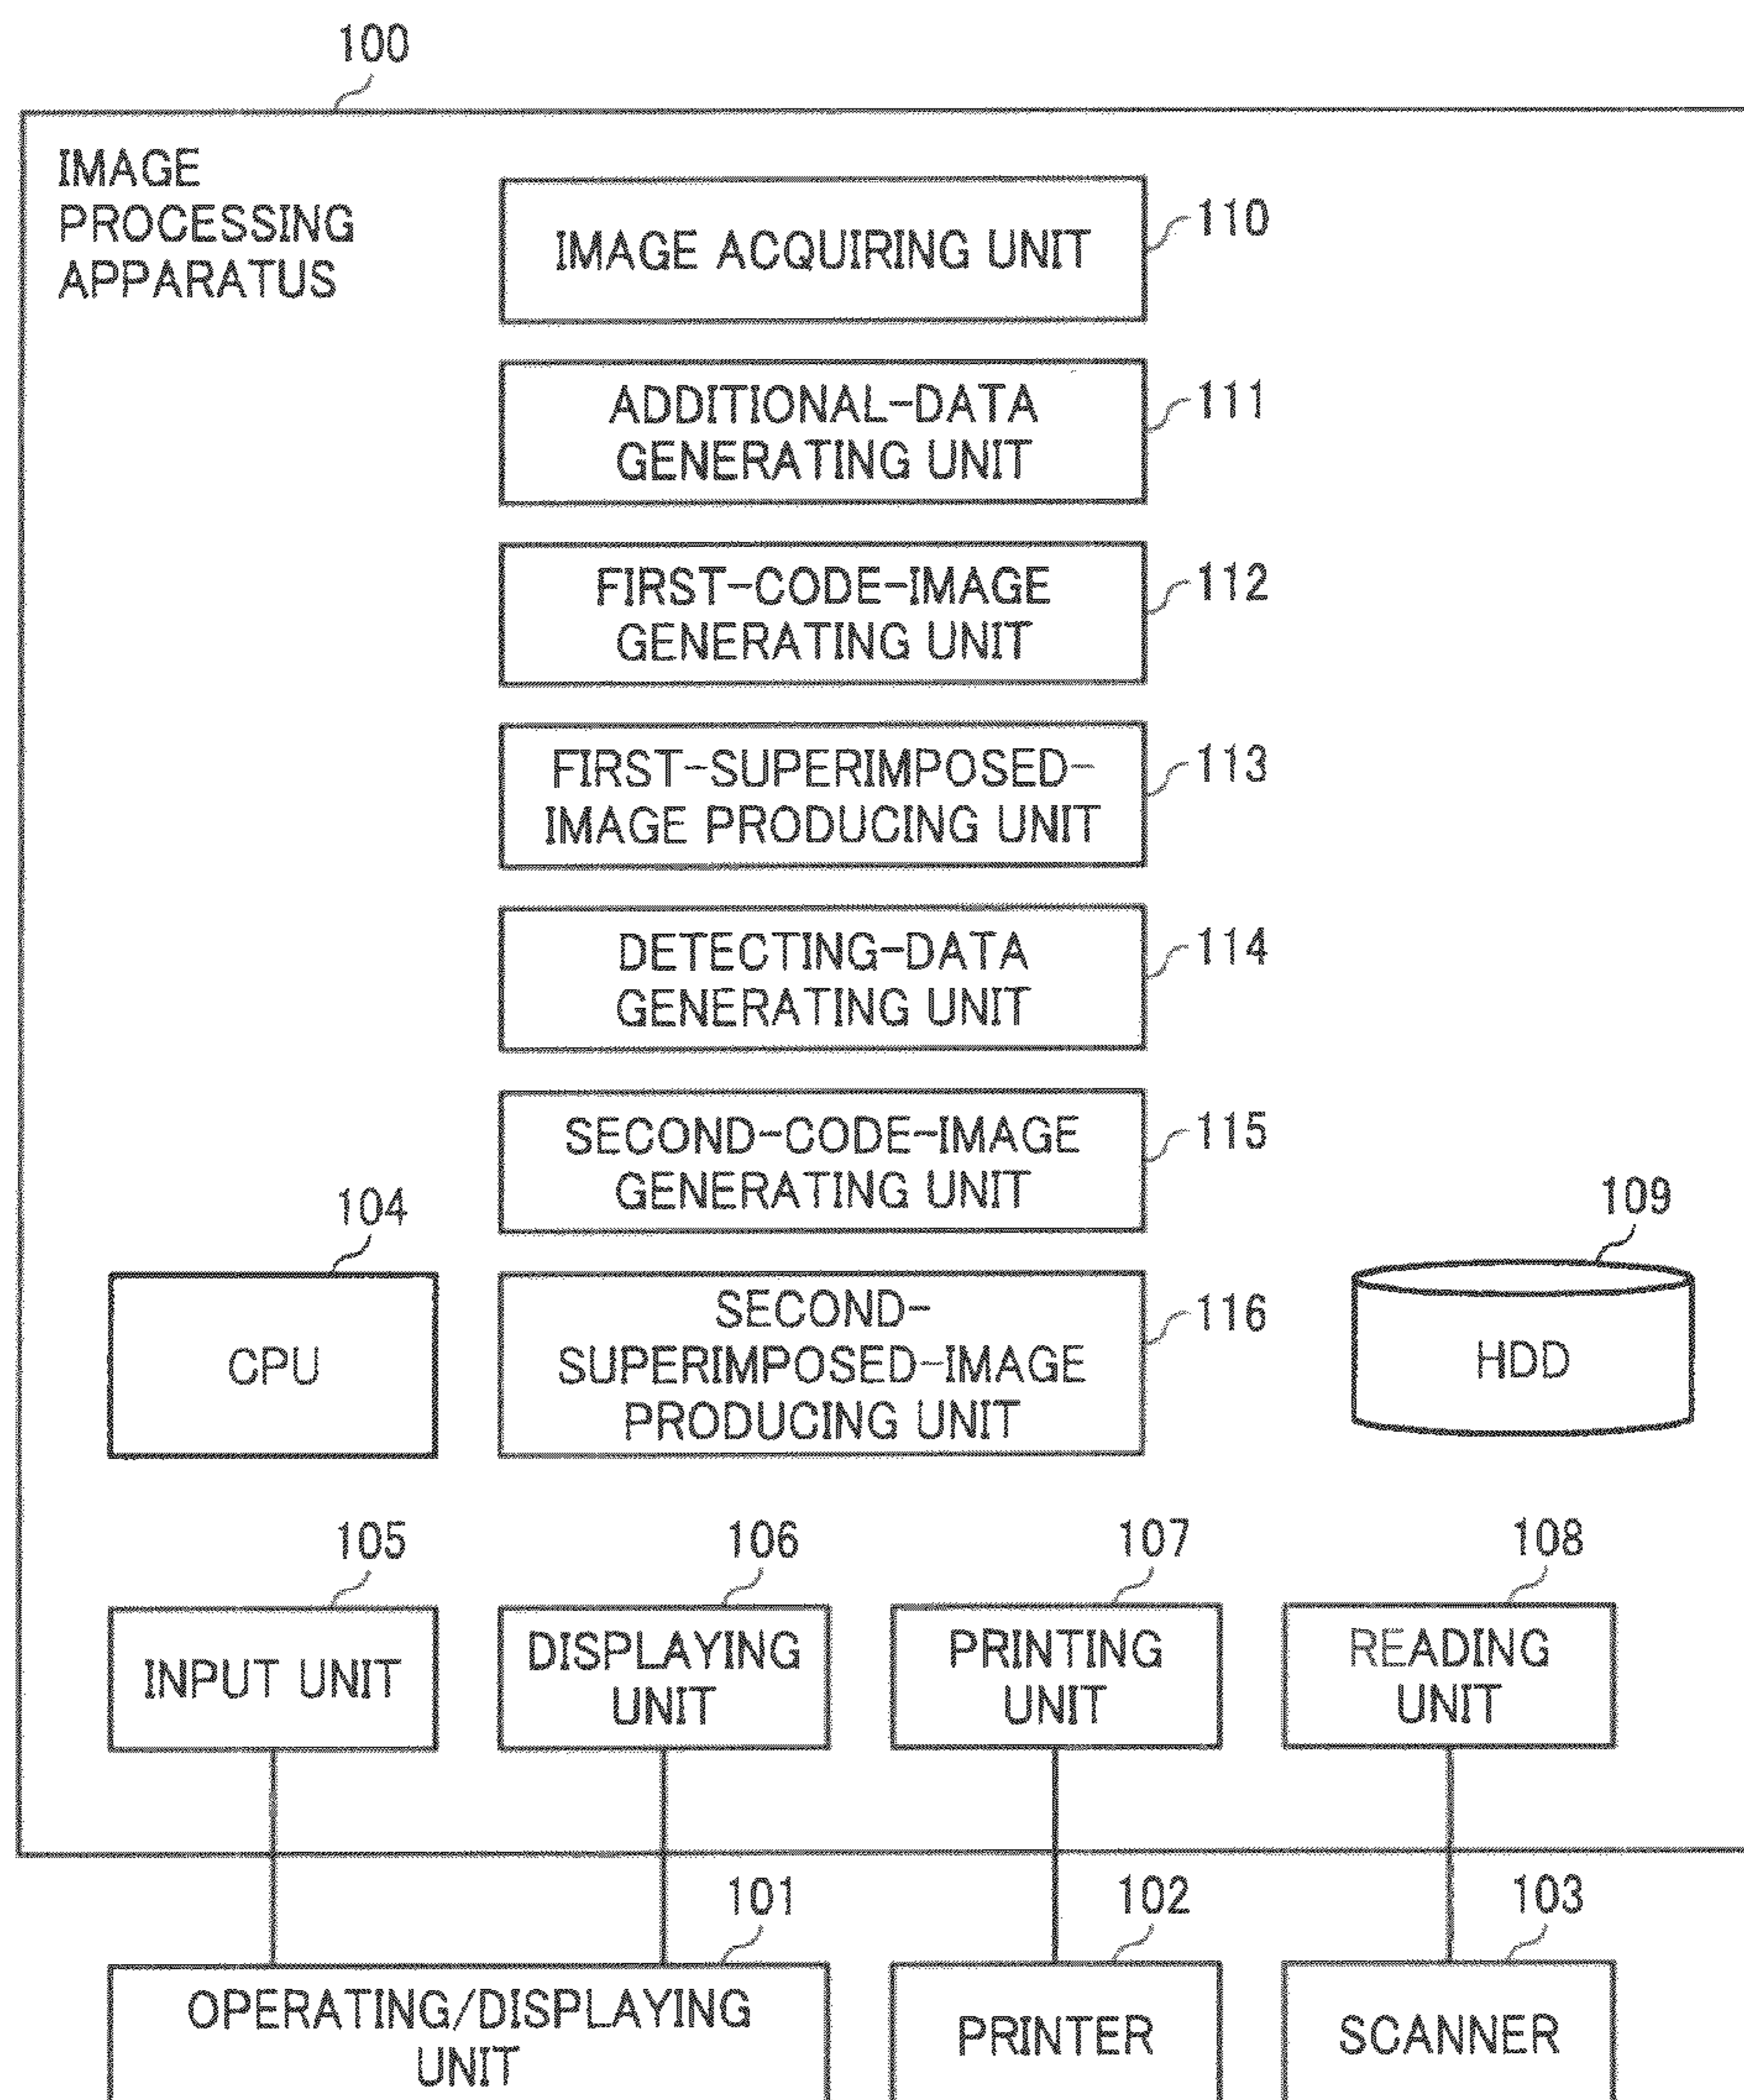 100
IMAGE
PROCESSING
APPARATUS
IMAGE ACQUIRING UNIT
110
ADDITIONAL-DATA
GENERATING UNIT
111
FIRST-CODE-IMAGE
GENERATING UNIT
112
FIRST-SUPERIMPOSED-
IMAGE PRODUCING UNIT
113
DETECTING-DATA
GENERATING UNIT
114
SECOND-CODE-IMAGE
GENERATING UNIT
115
104
CPU
SECOND-
SUPERIMPOSED-IMAGE
PRODUCING UNIT
116
109
HDD
105
INPUT UNIT
106
DISPLAYING
UNIT
107
PRINTING
UNIT
108
READING
UNIT
101
OPERATING/DISPLAYING
UNIT
102
PRINTER
103
SCANNER